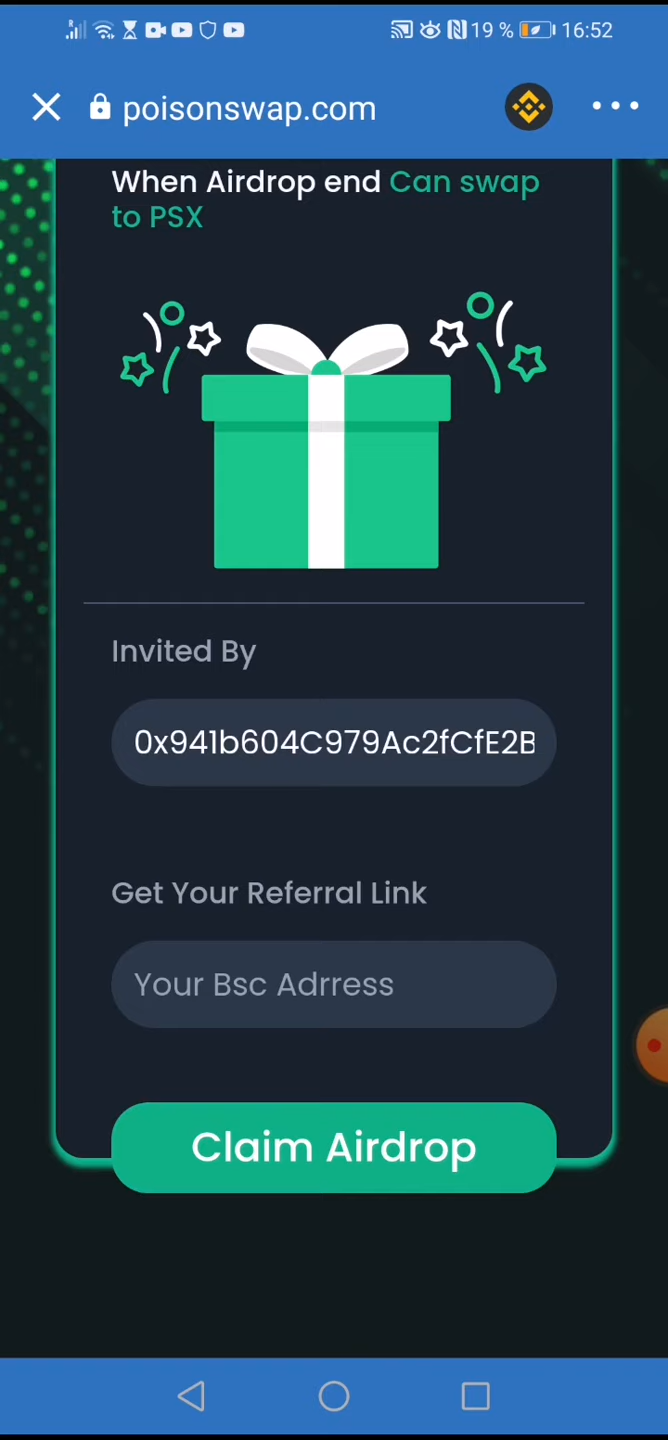 R 19 % 16:52
poisonswap.com
When Airdrop end Can swap
to PSX
Invited By
0x941b604C979Ac2fCfE2B
Get Your Referral Link
Your Bsc Adrress
Claim Airdrop